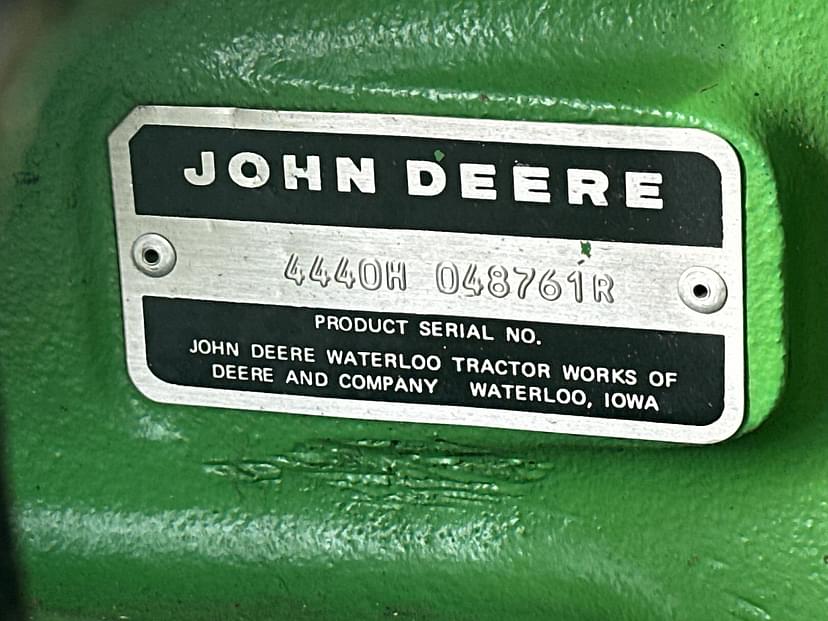 JOHN DEERE
4440H 048761R
PRODUCT SERIAL NO.
JOHN DEERE WATERLOO TRACTOR WORKS OF
DEERE AND COMPANY WATERLOO, IOWA